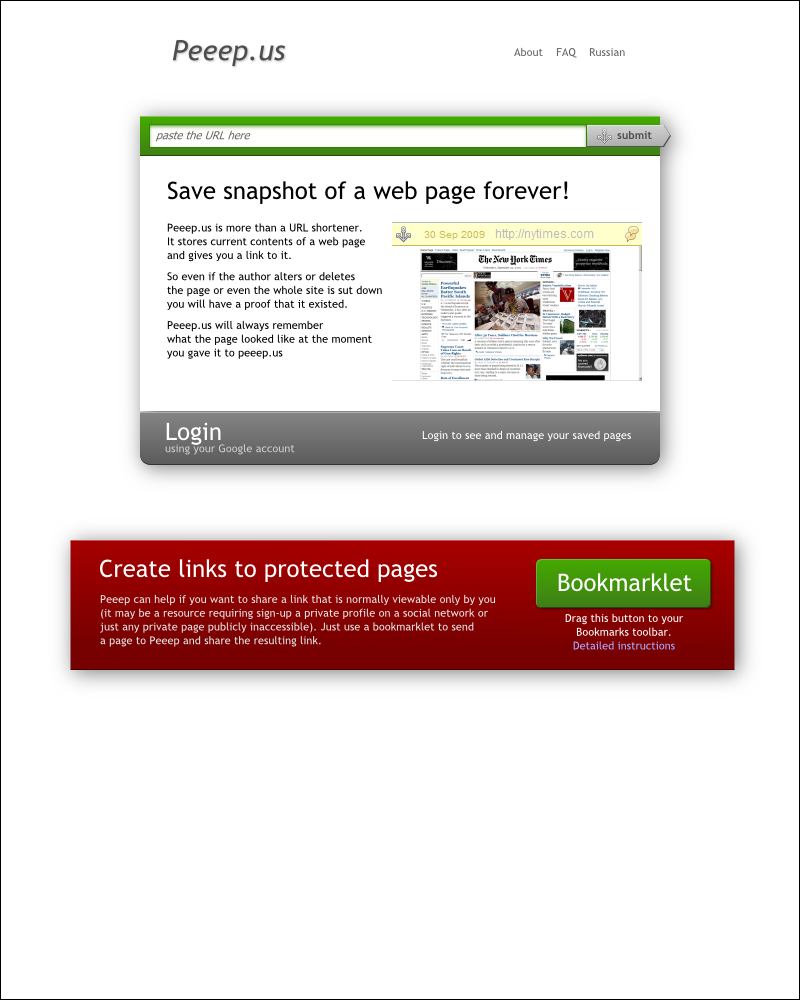 Peeep.us
About FAQ Russian
paste the URL here
submit
Save snapshot of a web page forever!
Peeep.us is more than a URL shortener.
It stores current contents of a web page
and gives you a link to it.
So even if the author alters or deletes
the page or even the whole site is sut down
you will have a proof that it existed.
Peeep.us will always remember
what the page looked like at the moment
you gave it to peeep.us
30 Sep 2009 http://nytimes.com
The New York Times
Powerful
Earthquakes
Batter South
Pacific Islands
Login
using your Google account
Login to see and manage your saved pages
Create links to protected pages
Peeep can help if you want to share a link that is normally viewable only by you
(it may be a resource requiring sign-up a private profile on a social network or
just any private page publicly inaccessible). Just use a bookmarklet to send
a page to Peeep and share the resulting link.
Bookmarklet
Drag this button to your
Bookmarks toolbar.
Detailed instructions